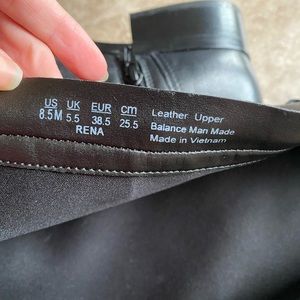 US UK EUR cm
8.5M 5.5 38.5 25.5
RENA
Leather Upper
Balance Man Made
Made in Vietnam